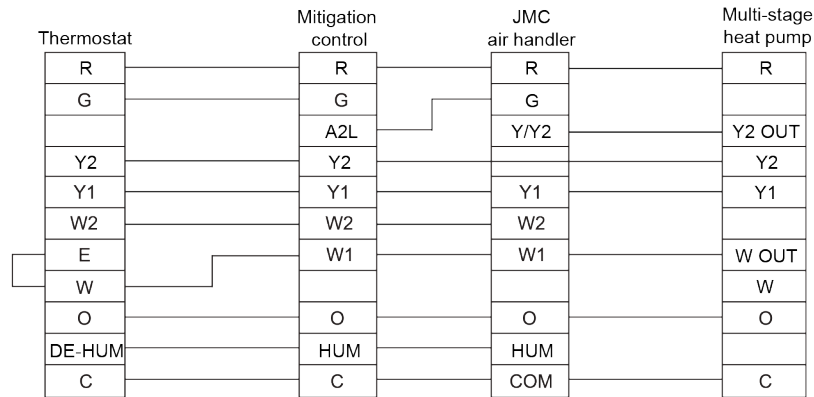 Thermostat
Mitigation
control
JMC
air handler
Multi-stage
heat pump
R R R R
G G G
A2L Y/Y2 Y2 OUT
Y2 Y2 Y2
Y1 Y1 Y1 Y1
W2 W2 W2
E W1 W1 W OUT
W W
O O O O
DE-HUM HUM HUM
C C COM C